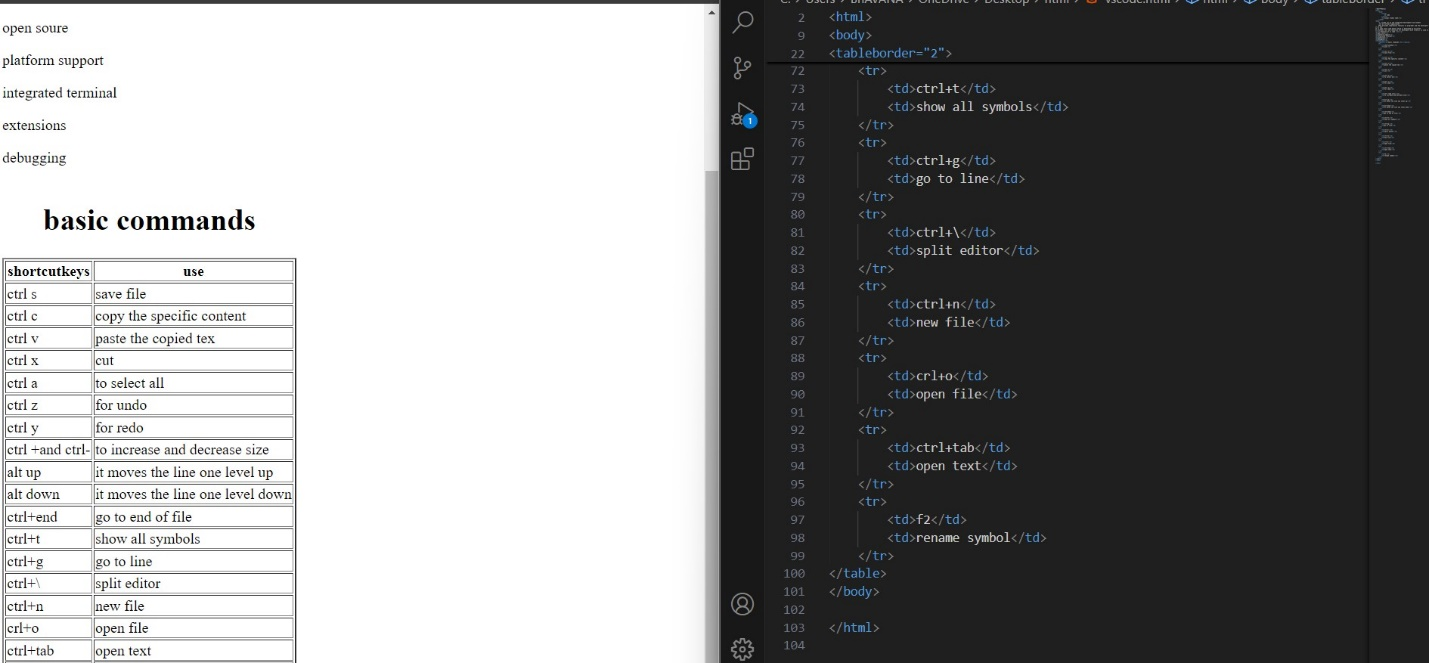 open soure
platform support
integrated terminal
extensions
debugging
basic commands
shortcutkeys use
ctrl s save file
ctrl c copy the specific content
ctrl v paste the copied tex
ctrl x cut
ctrl a to select all
ctrl z for undo
ctrl y for redo
ctrl +and ctrl- to increase and decrease size
alt up it moves the line one level up
alt down it moves the line one level down
ctrl+end go to end of file
ctrl+t show all symbols
ctrl+g go to line
ctrl+\ split editor
ctrl+n new file
crl+o open file
ctrl+tab open text
1
2 <html>
9 <body>
22 <tableborder="2">
72 <tr>
73 <td>ctrl+t</td>
74 <td>show all symbols</td>
75 </tr>
76 <tr>
77 <td>ctrl+g</td>
78 <td>go to line</td>
79 </tr>
80 <tr>
81 <td>ctrl+\</td>
82 <td>split editor</td>
83 </tr>
84 <tr>
85 <td>ctrl+n</td>
86 <td>new file</td>
87 </tr>
88 <tr>
89 <td>crl+o</td>
90 <td>open file</td>
91 </tr>
92 <tr>
93 <td>ctrl+tab</td>
94 <td>open text</td>
95 </tr>
96 <tr>
97 <td>f2</td>
98 <td>rename symbol</td>
99 </tr>
100 </table>
101 </body>
102
103 </html>
104